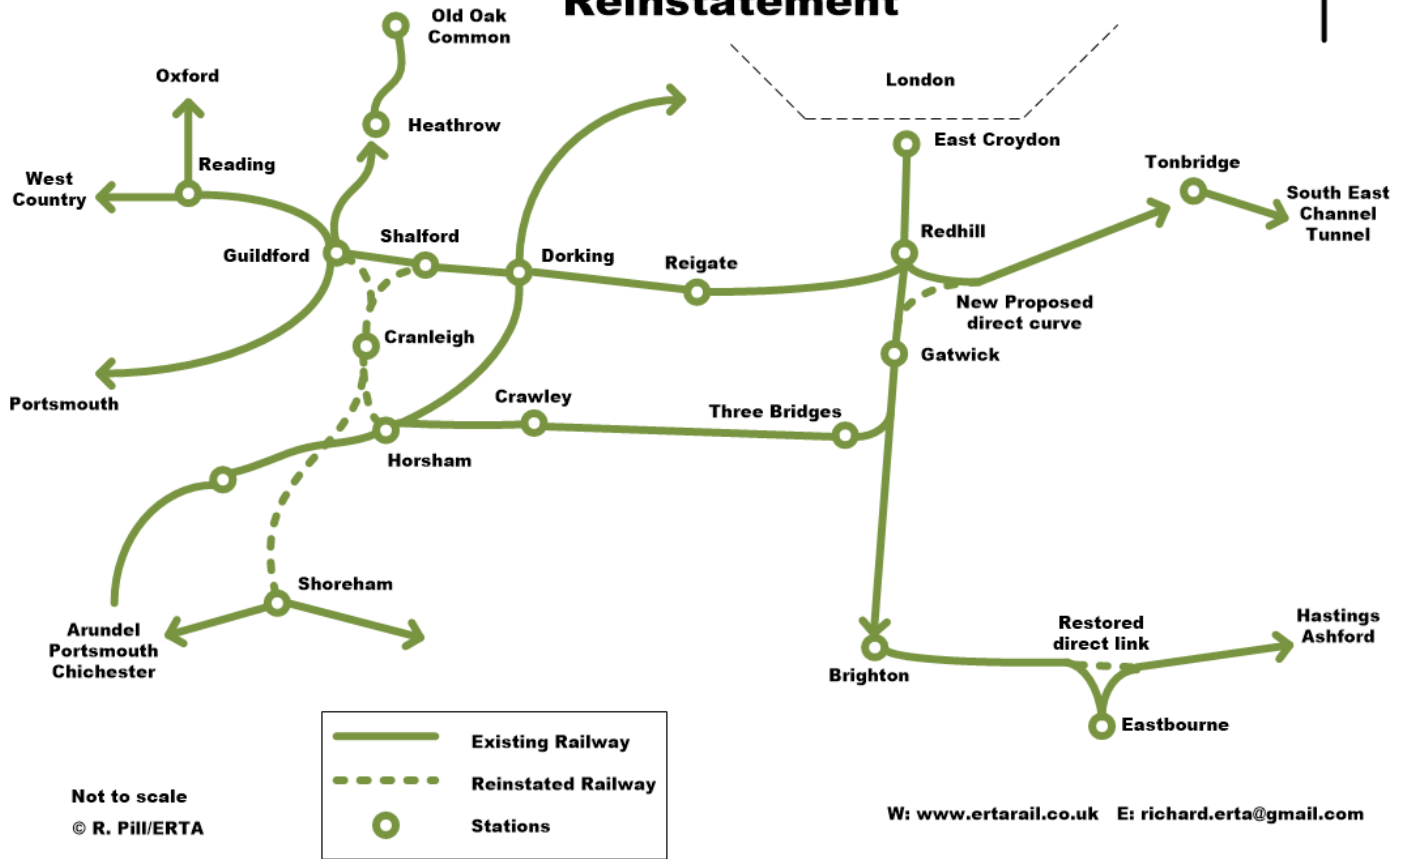 Reinstatement
Old Oak
Common
London
Oxford
Heathrow
East Croydon
Reading
Tonbridge
West
Country
South East
Channel
Tunnel
Shalford
Redhill
Guildford
Dorking
Reigate
New Proposed
direct curve
Cranleigh
Gatwick
Portsmouth
Crawley
Three Bridges
Horsham
Shoreham
Arundel
Portsmouth
Chichester
Restored
direct link
Hastings
Ashford
Brighton
Eastbourne
Existing Railway
Reinstated Railway
Stations
Not to scale
© R. Pill/ERTA
W: www.ertarail.co.uk E: richard.erta@gmail.com